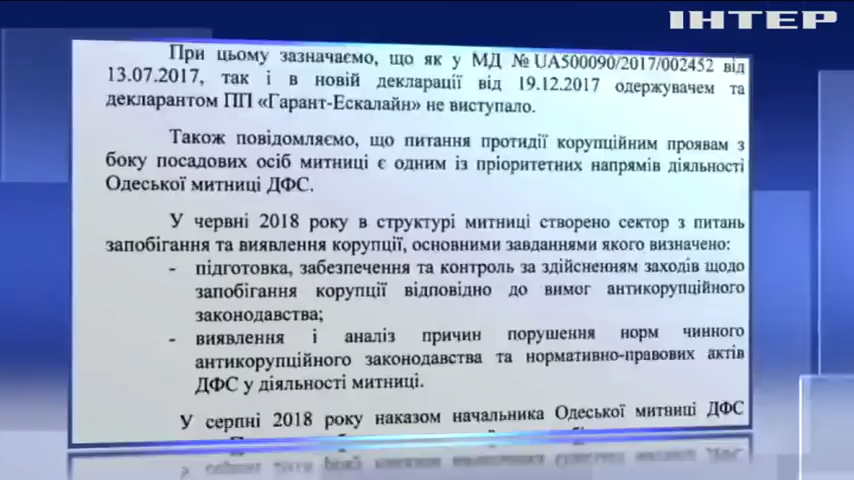 ІНТЕР
При цьому зазначаємо, що як у МД №UA500090/2017/002452 від
13.07.2017, так і в новій декларації від 19.12.2017 одержувачем та
декларантом ПП «Гарант-Ескалайн» не виступало.
Також повідомляємо, що питання протидії корупційним проявам з
боку посадових осіб митниці є одним із пріоритетних напрямів діяльності
Одеської митниці ДФС.
У червні 2018 року в структурі митниці створено сектор з питань
запобігання та виявлення корупції, основними завданнями якого визначено:
- підготовка, забезпечення та контроль за здійсненням заходів щодо
запобігання корупції відповідно до вимог антикорупційного
законодавства;
- виявлення і аналіз причин порушення норм чинного
антикорупційного законодавства та нормативно-правових актів
ДФС у діяльності митниці.
У серпні 2018 року наказом начальника Одеської митниці ДФС